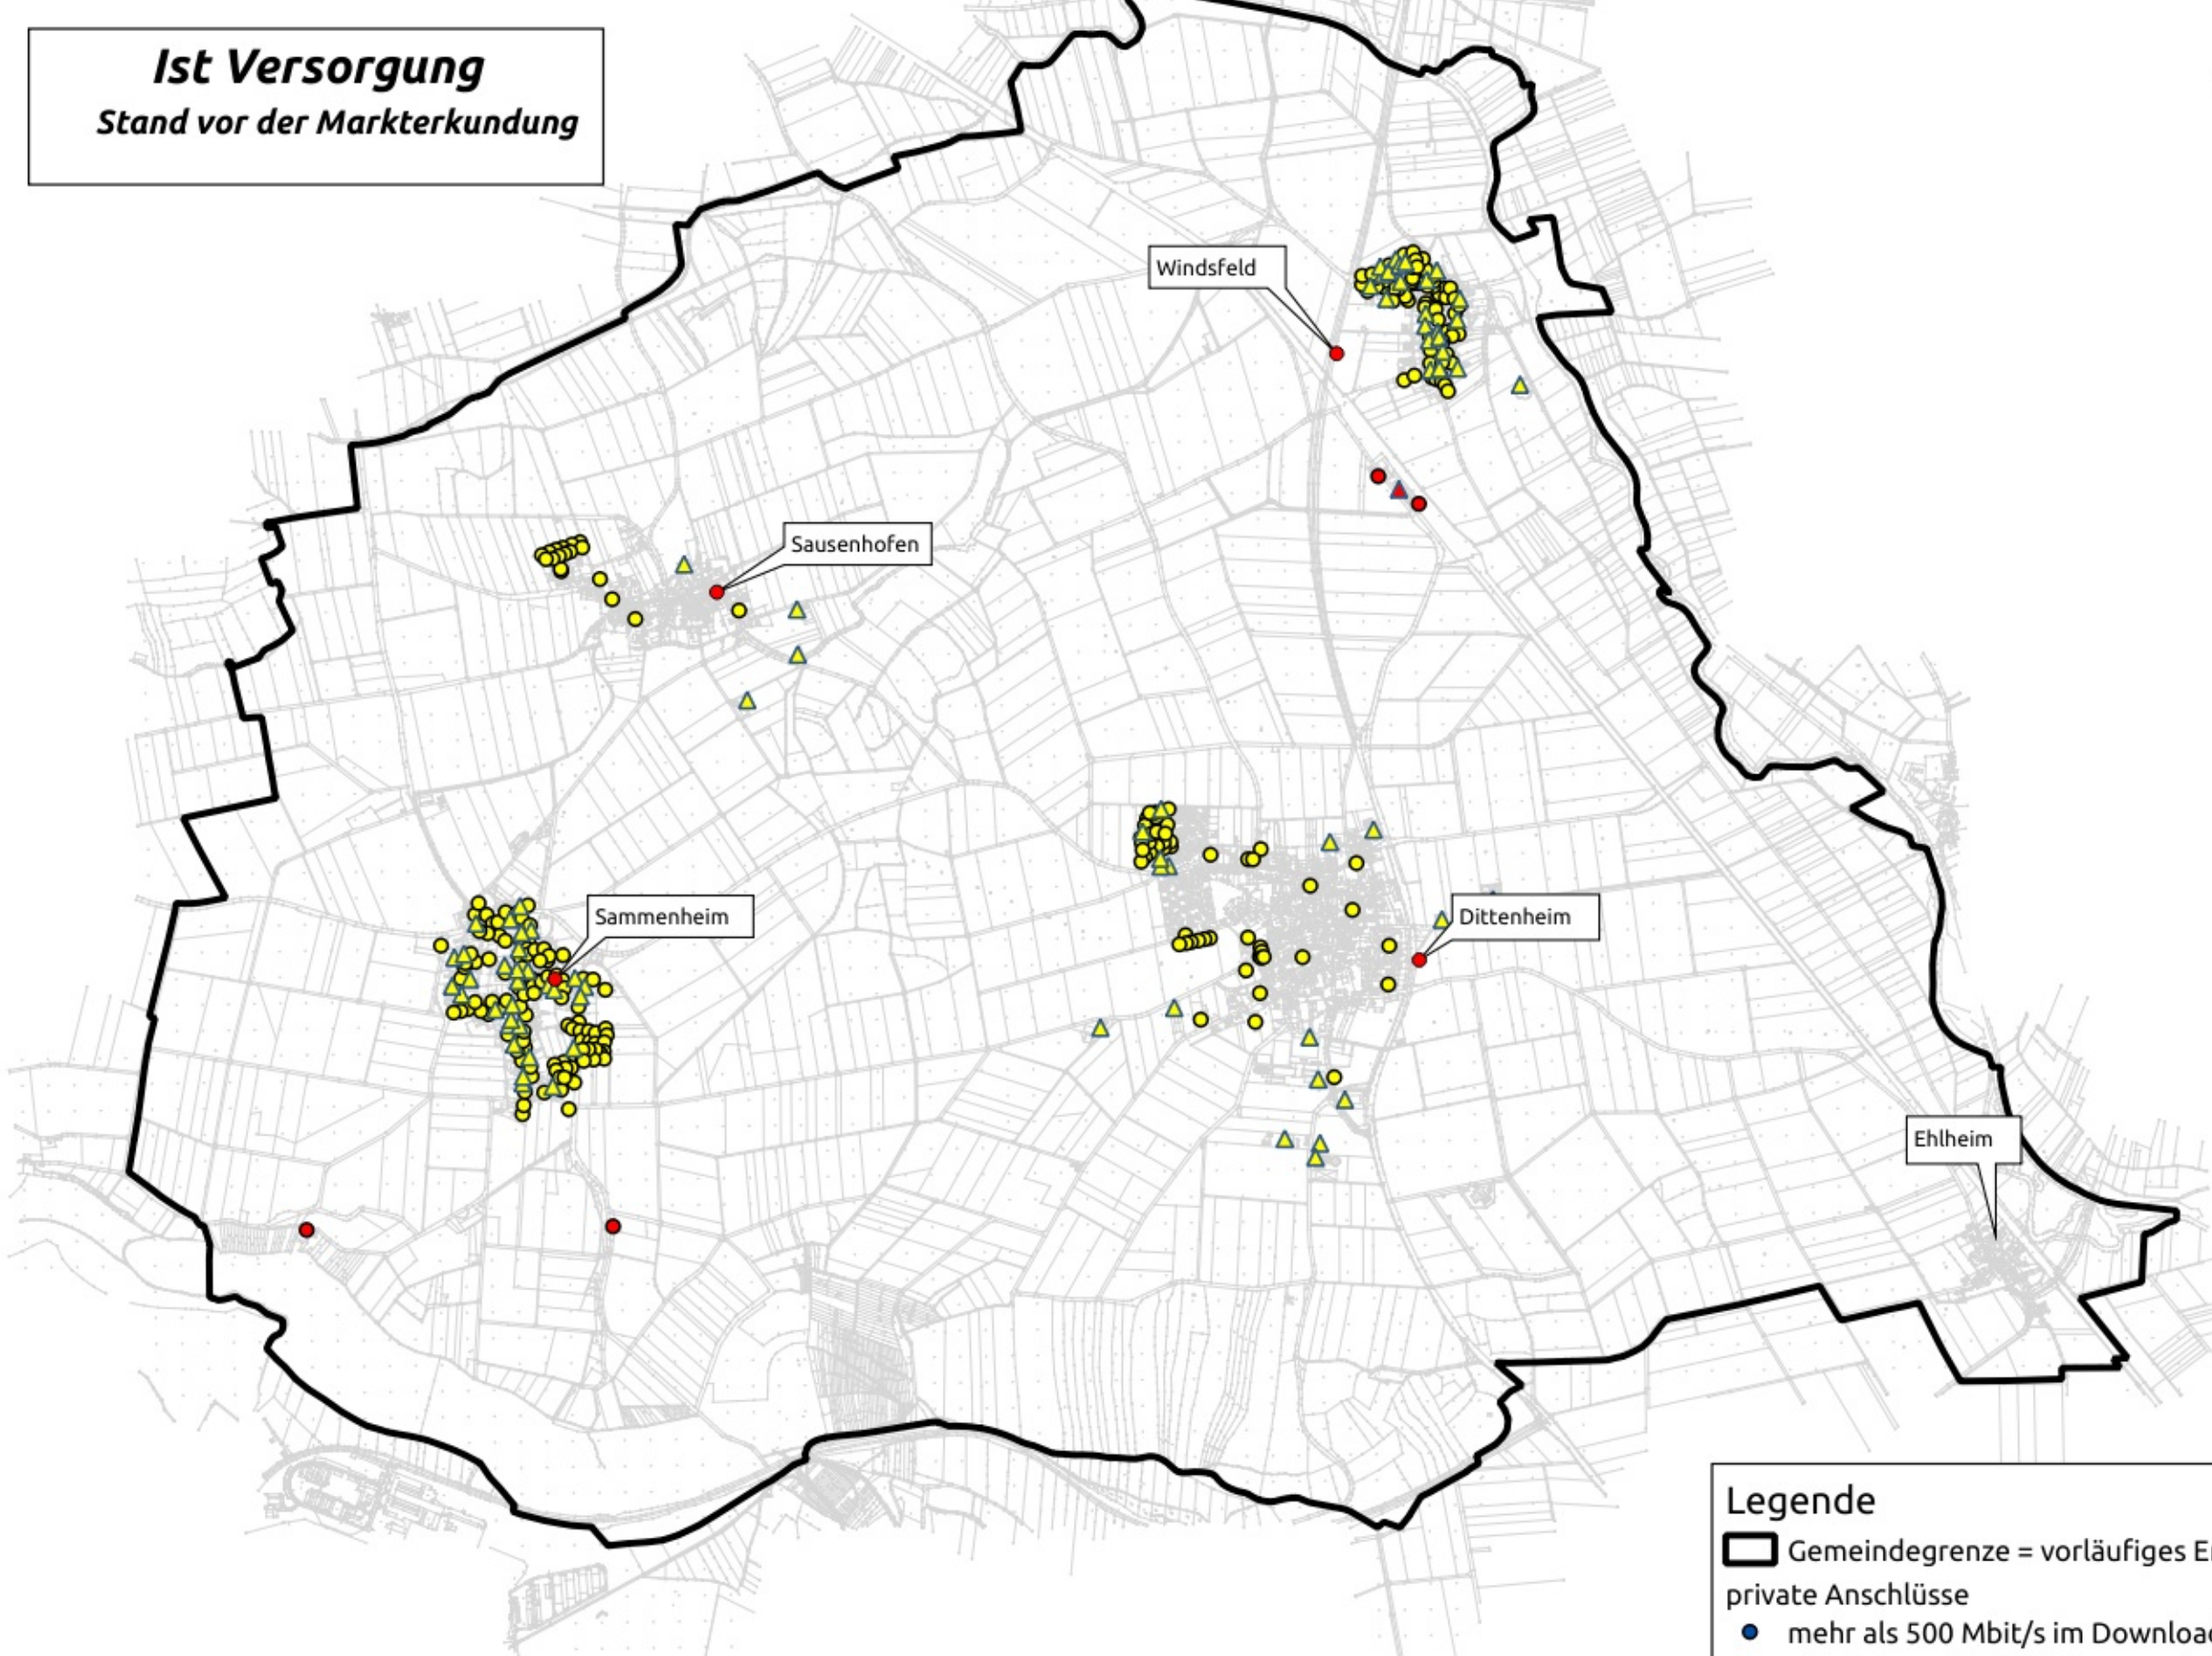 Ist Versorgung
Stand vor der Markterkundung
Windsfeld
Sausenhofen
Sammenheim
Dittenheim
Ehlheim
Legende
Gemeindegrenze = vorläufiges
private Anschlüsse
mehr als 500 Mbit/s im